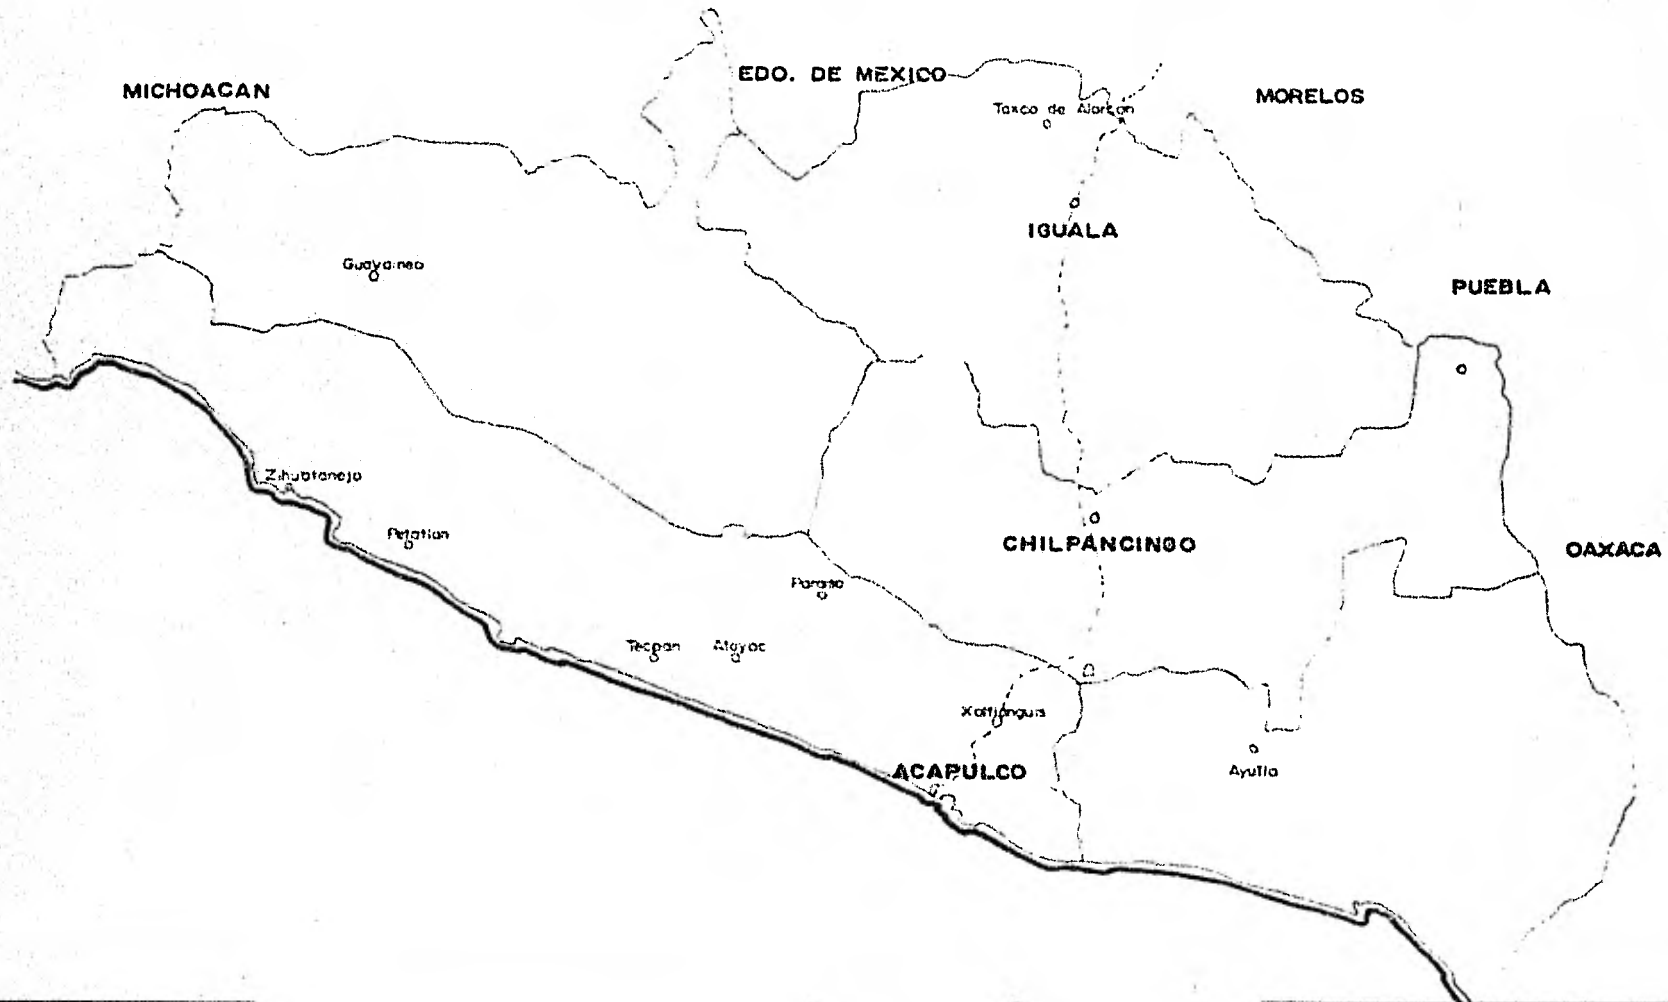 EDO. DE MEXICO
MICHOACAN
MORELOS
Taxco de Alarcon
IGUALA
Guayameo
PUEBLA
Zihuatanejo
Petatlan
CHILPANCINGO
OAXACA
Paraiso
Tecpan
Atoyac
Xaltianguis
ACAPULCO
Ayutla